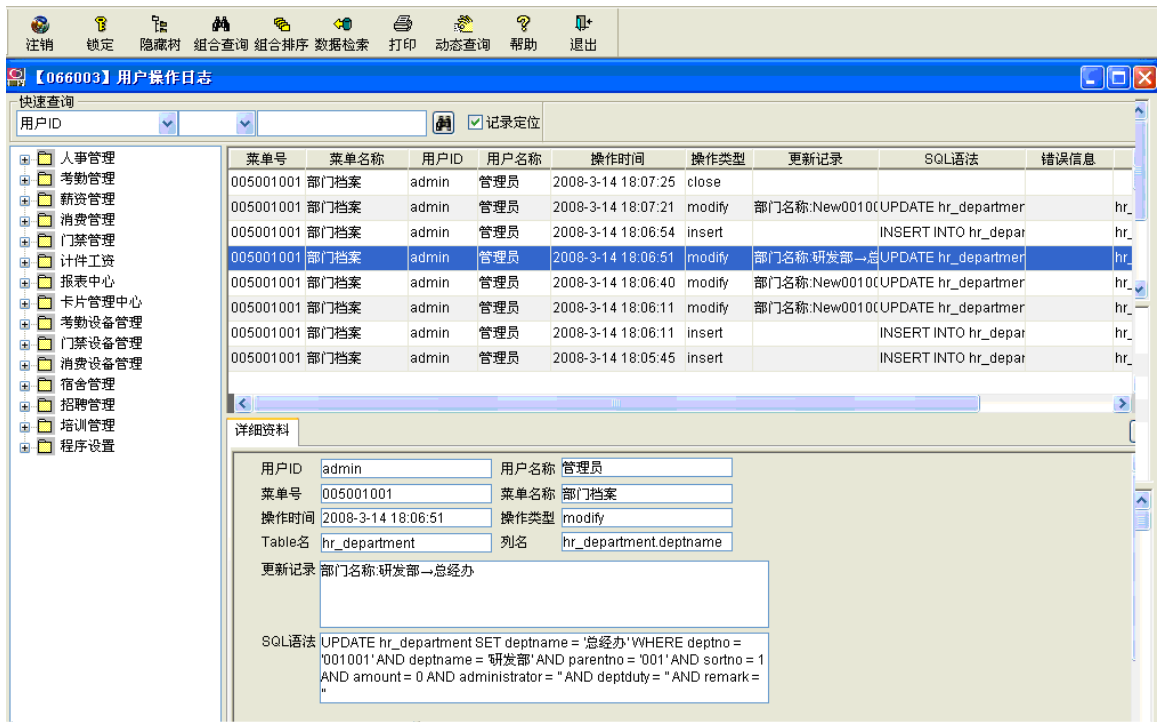 注销 锁定 隐藏树 组合查询 组合排序 数据检索 打印 动态查询 帮助 退出
【066003】用户操作日志
快速查询
用户ID 记录定位
人事管理
考勤管理
薪资管理
消费管理
门禁管理
计件工资
报表中心
卡片管理中心
考勤设备管理
门禁设备管理
消费设备管理
宿舍管理
招聘管理
培训管理
程序设置
菜单号 菜单名称 用户ID 用户名称 操作时间 操作类型 更新记录 SQL语法 错误信息
005001001 部门档案 admin 管理员 2008-3-14 18:07:25 close
005001001 部门档案 admin 管理员 2008-3-14 18:07:21 modify 部门名称:New00100 UPDATE hr_departmer hr_
005001001 部门档案 admin 管理员 2008-3-14 18:06:54 insert INSERT INTO hr_depar hr_
005001001 部门档案 admin 管理员 2008-3-14 18:06:51 modify 部门名称:研发部→总 UPDATE hr_departmer hr_
005001001 部门档案 admin 管理员 2008-3-14 18:06:40 modify 部门名称:New00100 UPDATE hr_departmer hr_
005001001 部门档案 admin 管理员 2008-3-14 18:06:11 modify 部门名称:New00100 UPDATE hr_departmer hr_
005001001 部门档案 admin 管理员 2008-3-14 18:06:11 insert INSERT INTO hr_depar hr_
005001001 部门档案 admin 管理员 2008-3-14 18:05:45 insert INSERT INTO hr_depar hr_
详细资料
用户ID admin 用户名称 管理员
菜单号 005001001 菜单名称 部门档案
操作时间 2008-3-14 18:06:51 操作类型 modify
Table名 hr_department 列名 hr_department.deptname
更新记录 部门名称:研发部→总经办
SQL语法 UPDATE hr_department SET deptname = '总经办' WHERE deptno =
'001001' AND deptname = '研发部' AND parentno = '001' AND sortno = 1
AND amount = 0 AND administrator = '' AND deptduty = '' AND remark =
''